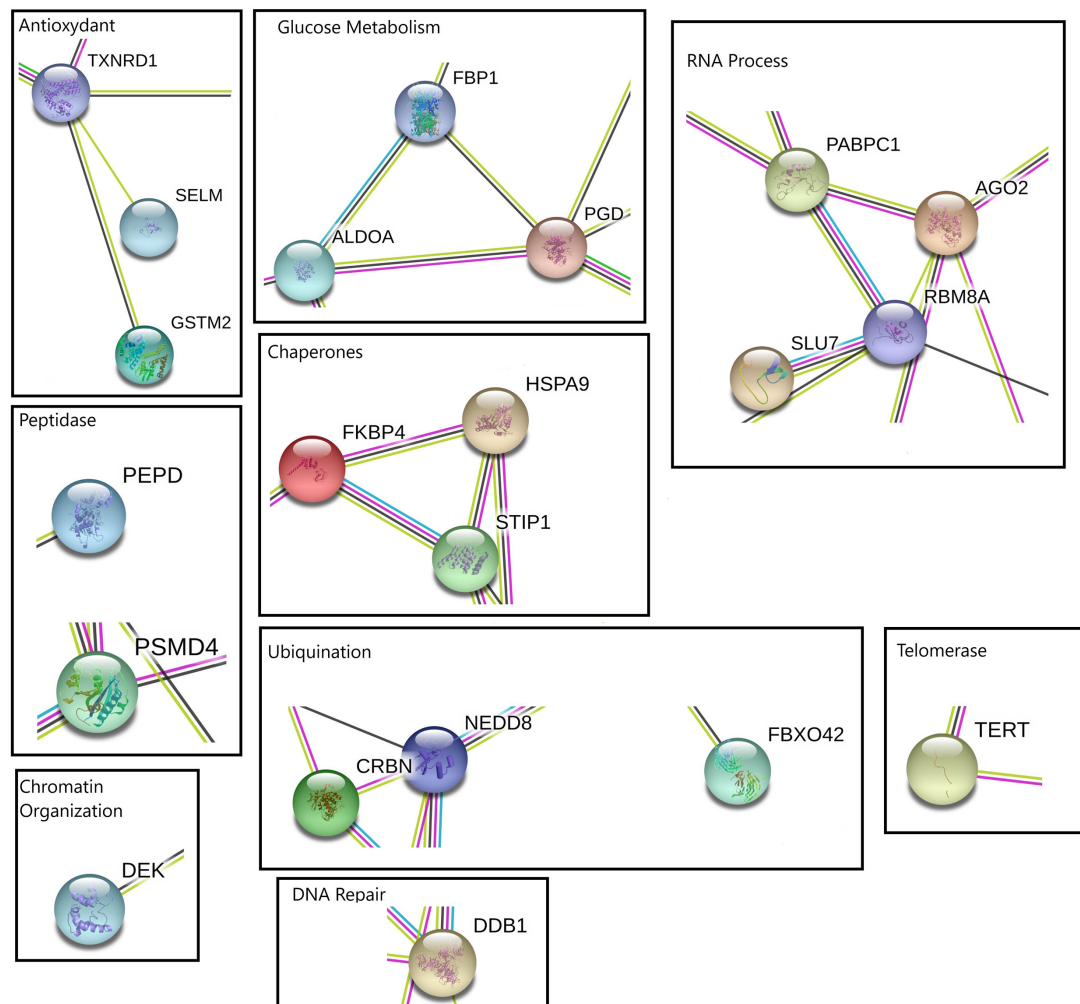 Antioxydant
TXNRD1
SELM
GSTM2
Glucose Metabolism
FBP1
PGD
ALDOA
RNA Process
PABPC1
AGO2
RBM8A
SLU7
Chaperones
HSPA9
FKBP4
STIP1
Peptidase
PEPD
PSMD4
Ubiquination
NEDD8
CRBN
FBXO42
Telomerase
TERT
Chromatin
Organization
DEK
DNA Repair
DDB1